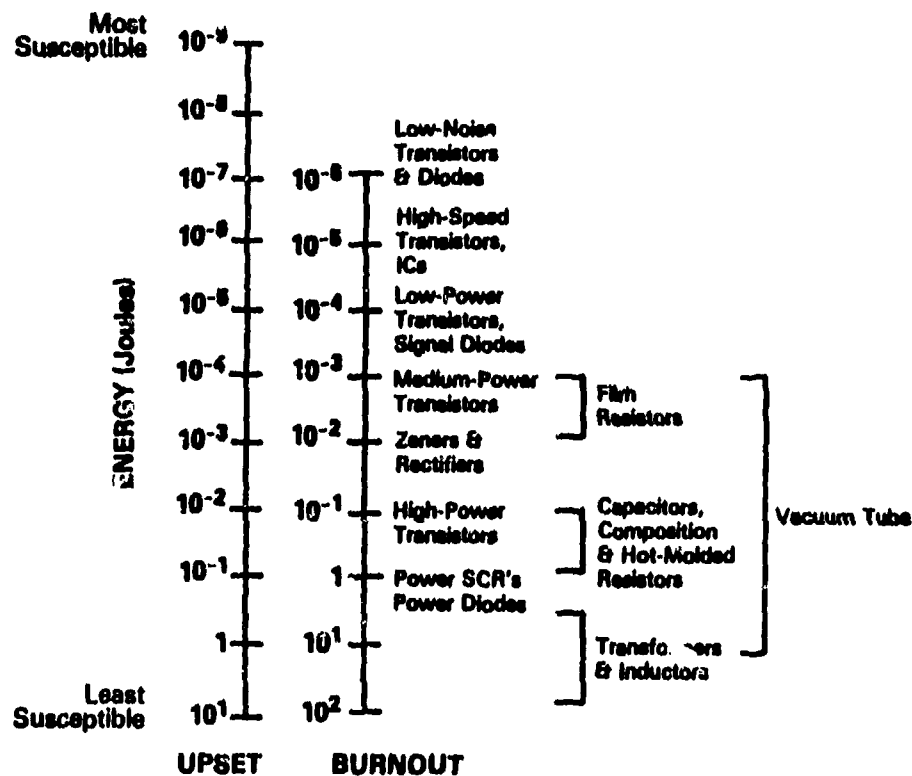 Most
Susceptible
10⁻⁹
10⁻⁸
10⁻⁷
10⁻⁶
10⁻⁵
10⁻⁴
10⁻³
10⁻²
10⁻¹
1
10¹
Least
Susceptible
ENERGY (Joules)
UPSET
10⁻⁶
10⁻⁵
10⁻⁴
10⁻³
10⁻²
10⁻¹
1
10¹
10²
BURNOUT
Low-Noise
Transistors
& Diodes
High-Speed
Transistors,
ICs
Low-Power
Transistors,
Signal Diodes
Medium-Power
Transistors
Zeners &
Rectifiers
High-Power
Transistors
Power SCR's
Power Diodes
Film
Resistors
Capacitors,
Composition
& Hot-Molded
Resistors
Transformers
& Inductors
Vacuum Tube